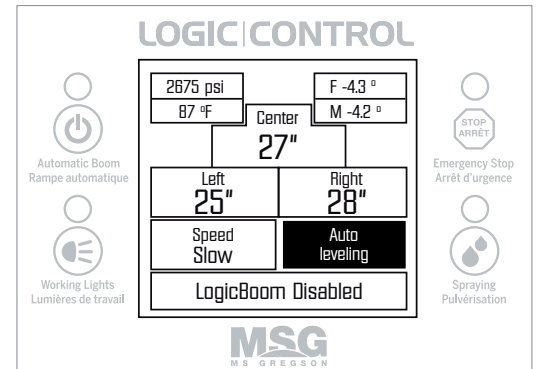 LOGIC|CONTROL
2675 psi
F -4.3 º
87 ºF
M -4.2 º
Center
27"
Left
25"
Right
28"
Speed
Slow
Auto
leveling
LogicBoom Disabled
Automatic Boom
Rampe automatique
Working Lights
Lumières de travail
STOP
ARRÊT
Emergency Stop
Arrêt d'urgence
Spraying
Pulvérisation
MSG
MS GREGSON